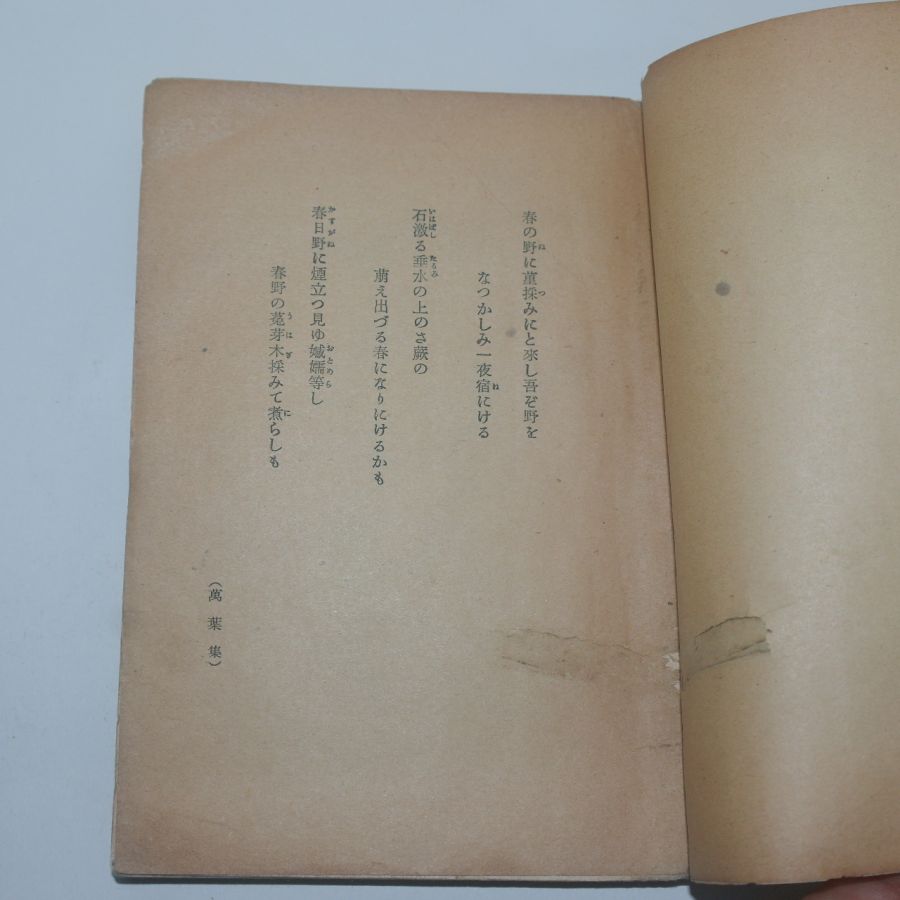 春の野に菫採みにと來し吾ぞ野を
なつかしみ一夜宿にける
石激る垂水の上のさ蕨の
萠え出づる春になりにけるかも
春日野に煙立つ見ゆ嬢嬬等し
春野の菟芽木採みて煮らしも
（萬葉集）